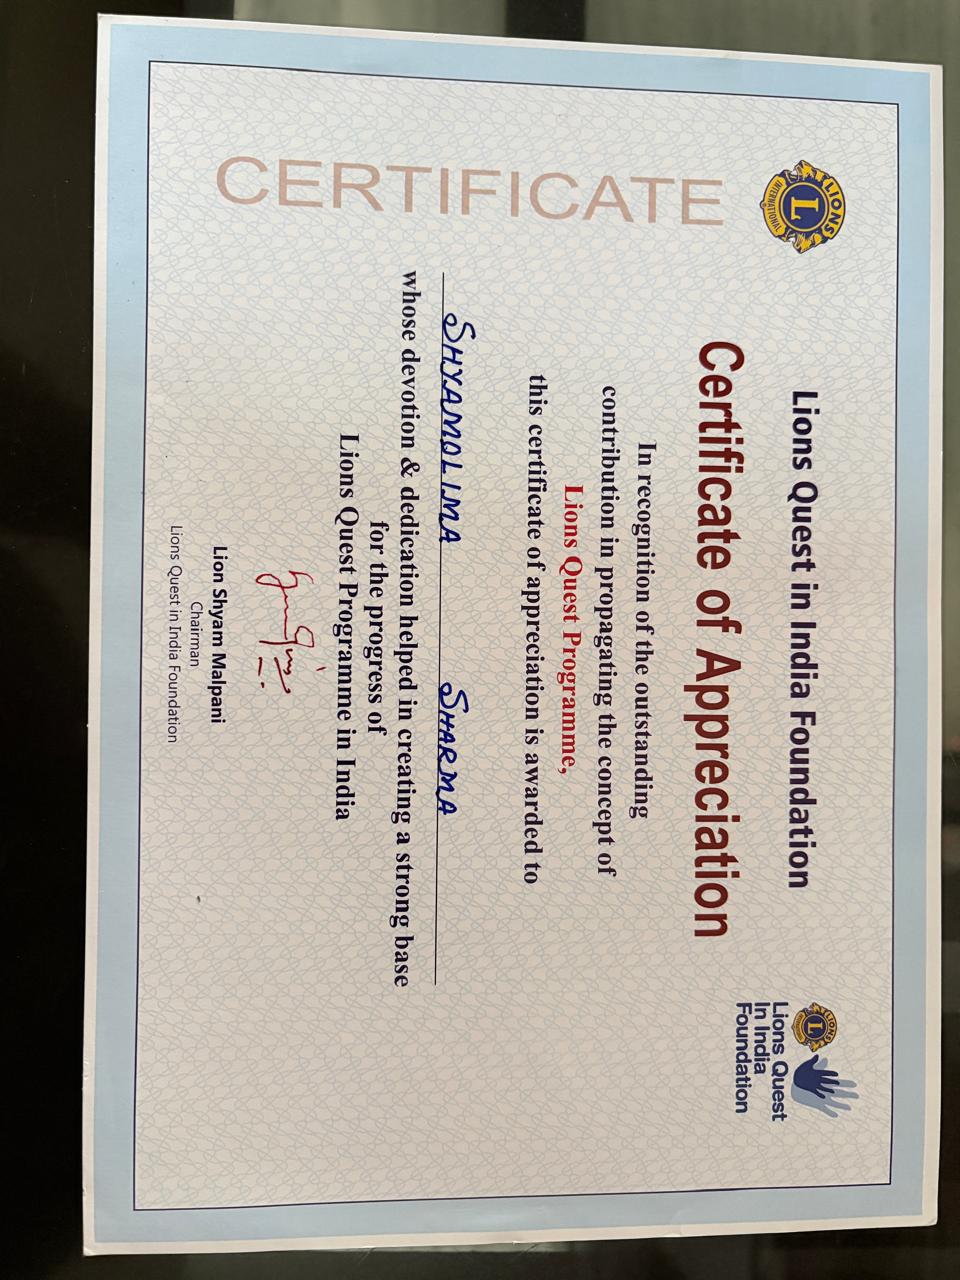 LIONS
L
INTERNATIONAL
Lions Quest in India Foundation
LIONS
L
Lions Quest
In India
Foundation
CERTIFICATE
Certificate of Appreciation
In recognition of the outstanding
contribution in propagating the concept of
Lions Quest Programme,
this certificate of appreciation is awarded to
SHYAMOLIMA SHARMA
whose devotion & dedication helped in creating a strong base
for the progress of
Lions Quest Programme in India
Lion Shyam Malpani
Chairman
Lions Quest in India Foundation